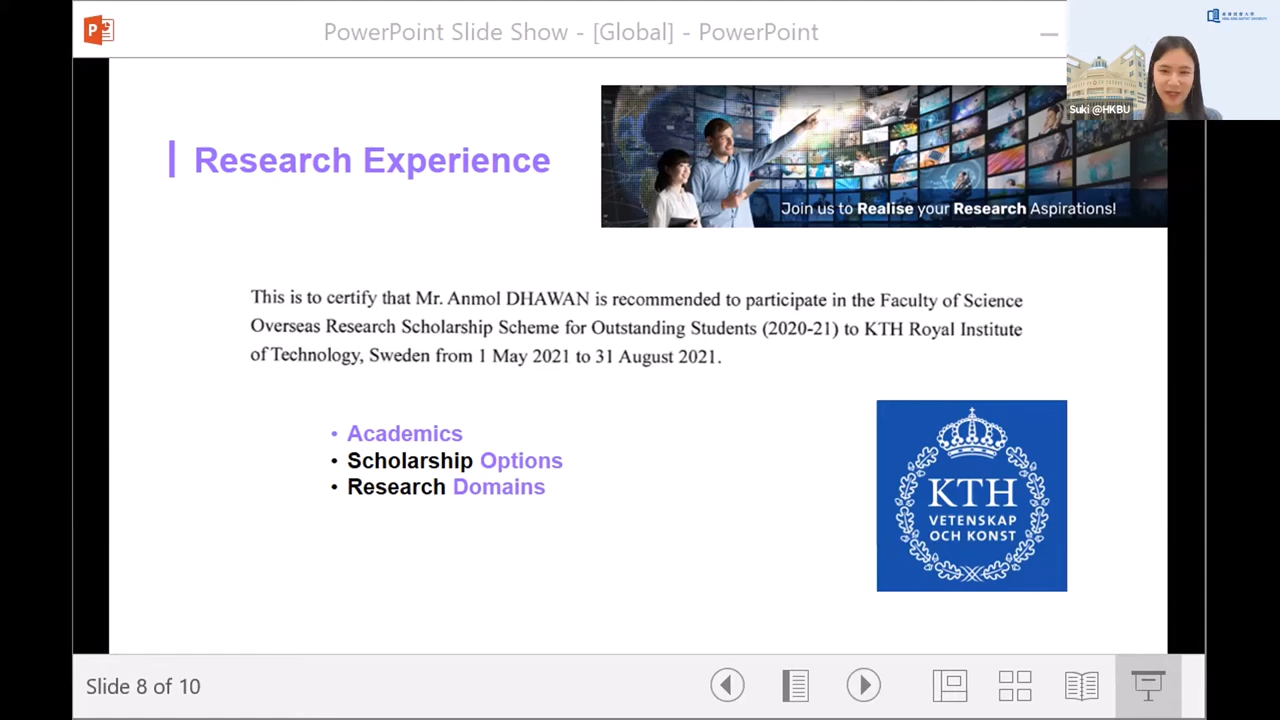 PowerPoint Slide Show - [Global] - PowerPoint
Suki @HKBU
Research Experience
Join us to Realise your Research Aspirations!
This is to certify that Mr. Anmol DHAWAN is recommended to participate in the Faculty of Science
Overseas Research Scholarship Scheme for Outstanding Students (2020-21) to KTH Royal Institute
of Technology, Sweden from 1 May 2021 to 31 August 2021.
• Academics
• Scholarship Options
• Research Domains
KTH
VETENSKAP
OCH KONST
Slide 8 of 10